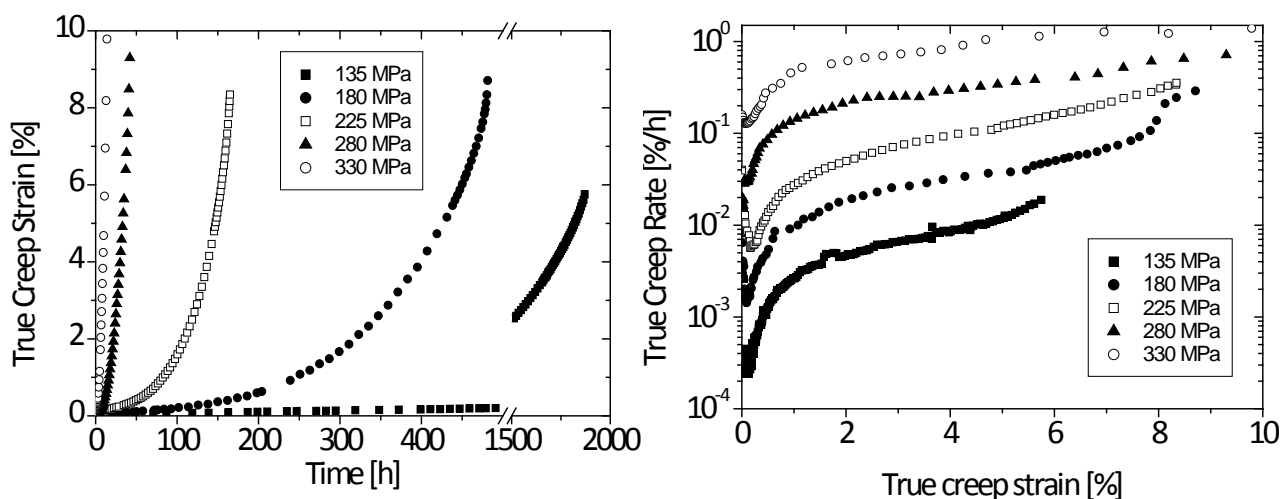 True Creep Strain [%]
10
8
6
4
2
0
135 MPa
180 MPa
225 MPa
280 MPa
330 MPa
0 100 200 300 400 1500 2000
Time [h]
True Creep Rate [%/h]
10^0
10^-1
10^-2
10^-3
10^-4
135 MPa
180 MPa
225 MPa
280 MPa
330 MPa
0 2 4 6 8 10
True creep strain [%]